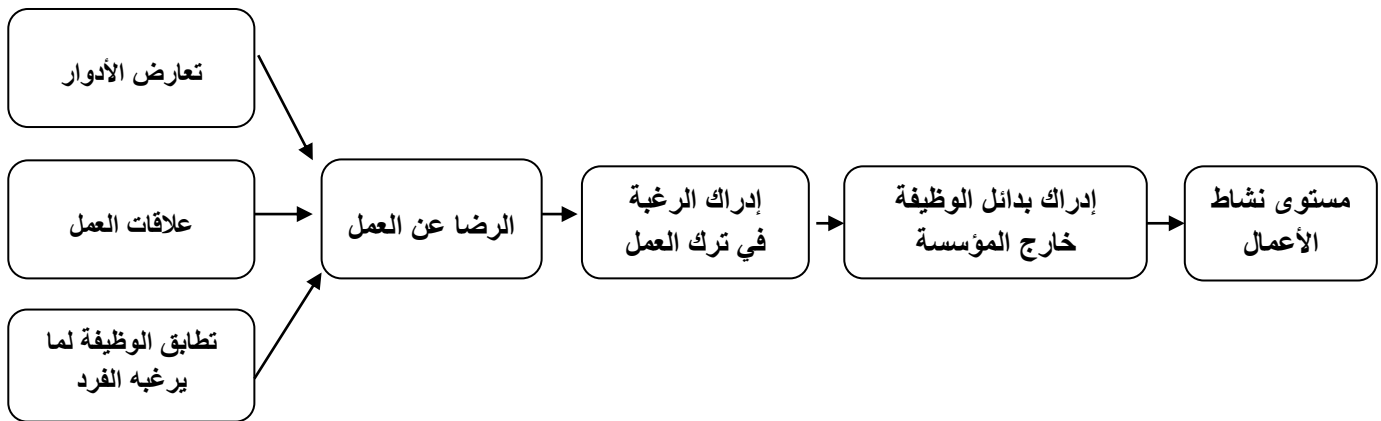 تعارض الأدوار
علاقات العمل
تطابق الوظيفة لما
يرغبه الفرد
الرضا عن العمل
إدراك الرغبة
في ترك العمل
إدراك بدائل الوظيفة
خارج المؤسسة
مستوى نشاط
الأعمال